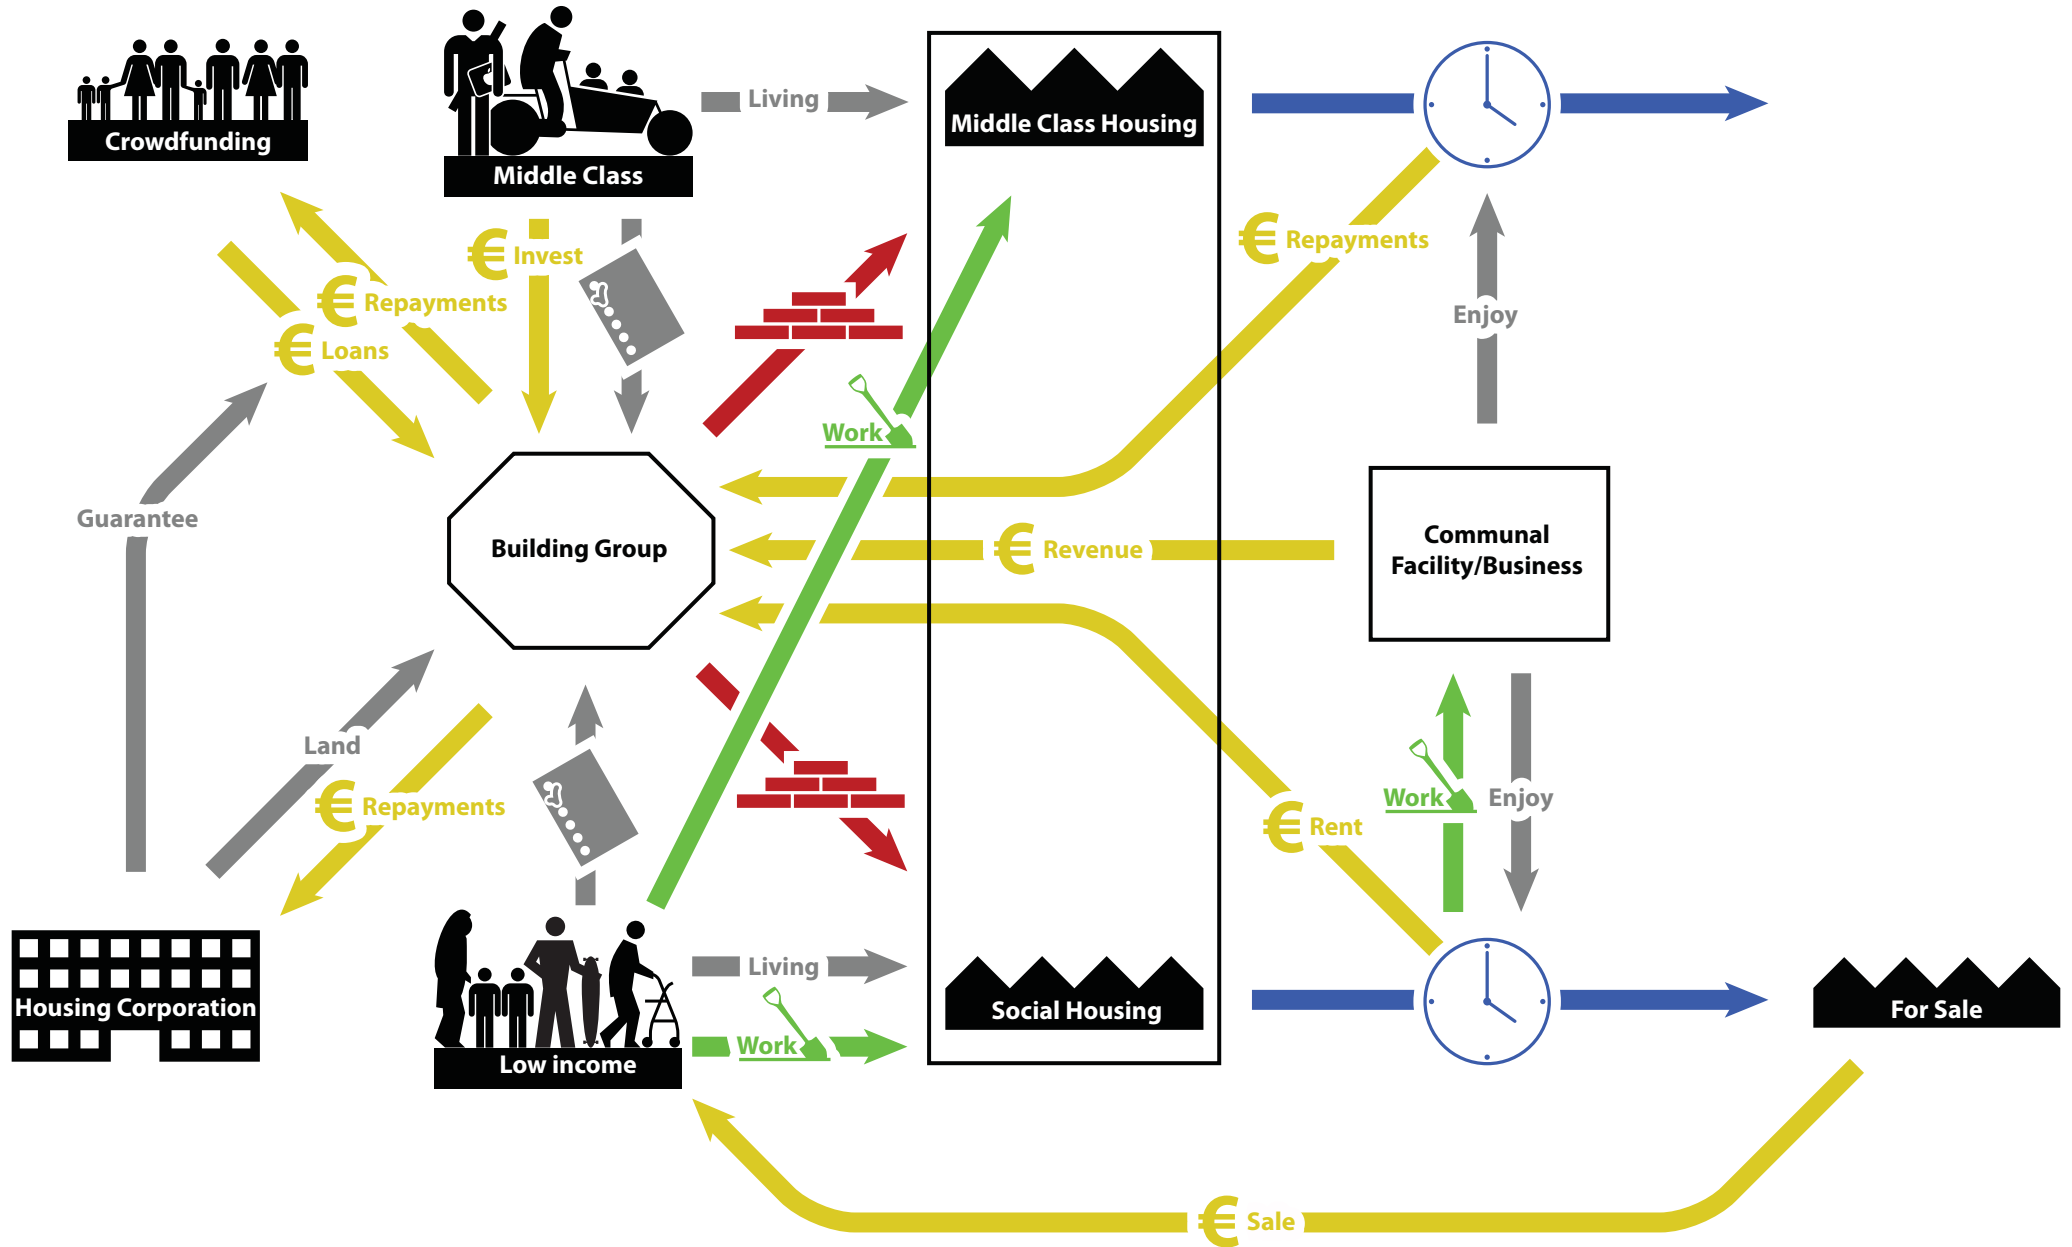 Crowdfunding
Middle Class
Living
Middle Class Housing
€ Repayments
€ Invest
€ Repayments
€ Loans
Enjoy
Work
Guarantee
Building Group
€ Revenue
Communal
Facility/Business
Land
€ Repayments
€ Rent
Work
Enjoy
Housing Corporation
Low income
Living
Work
Social Housing
For Sale
€ Sale